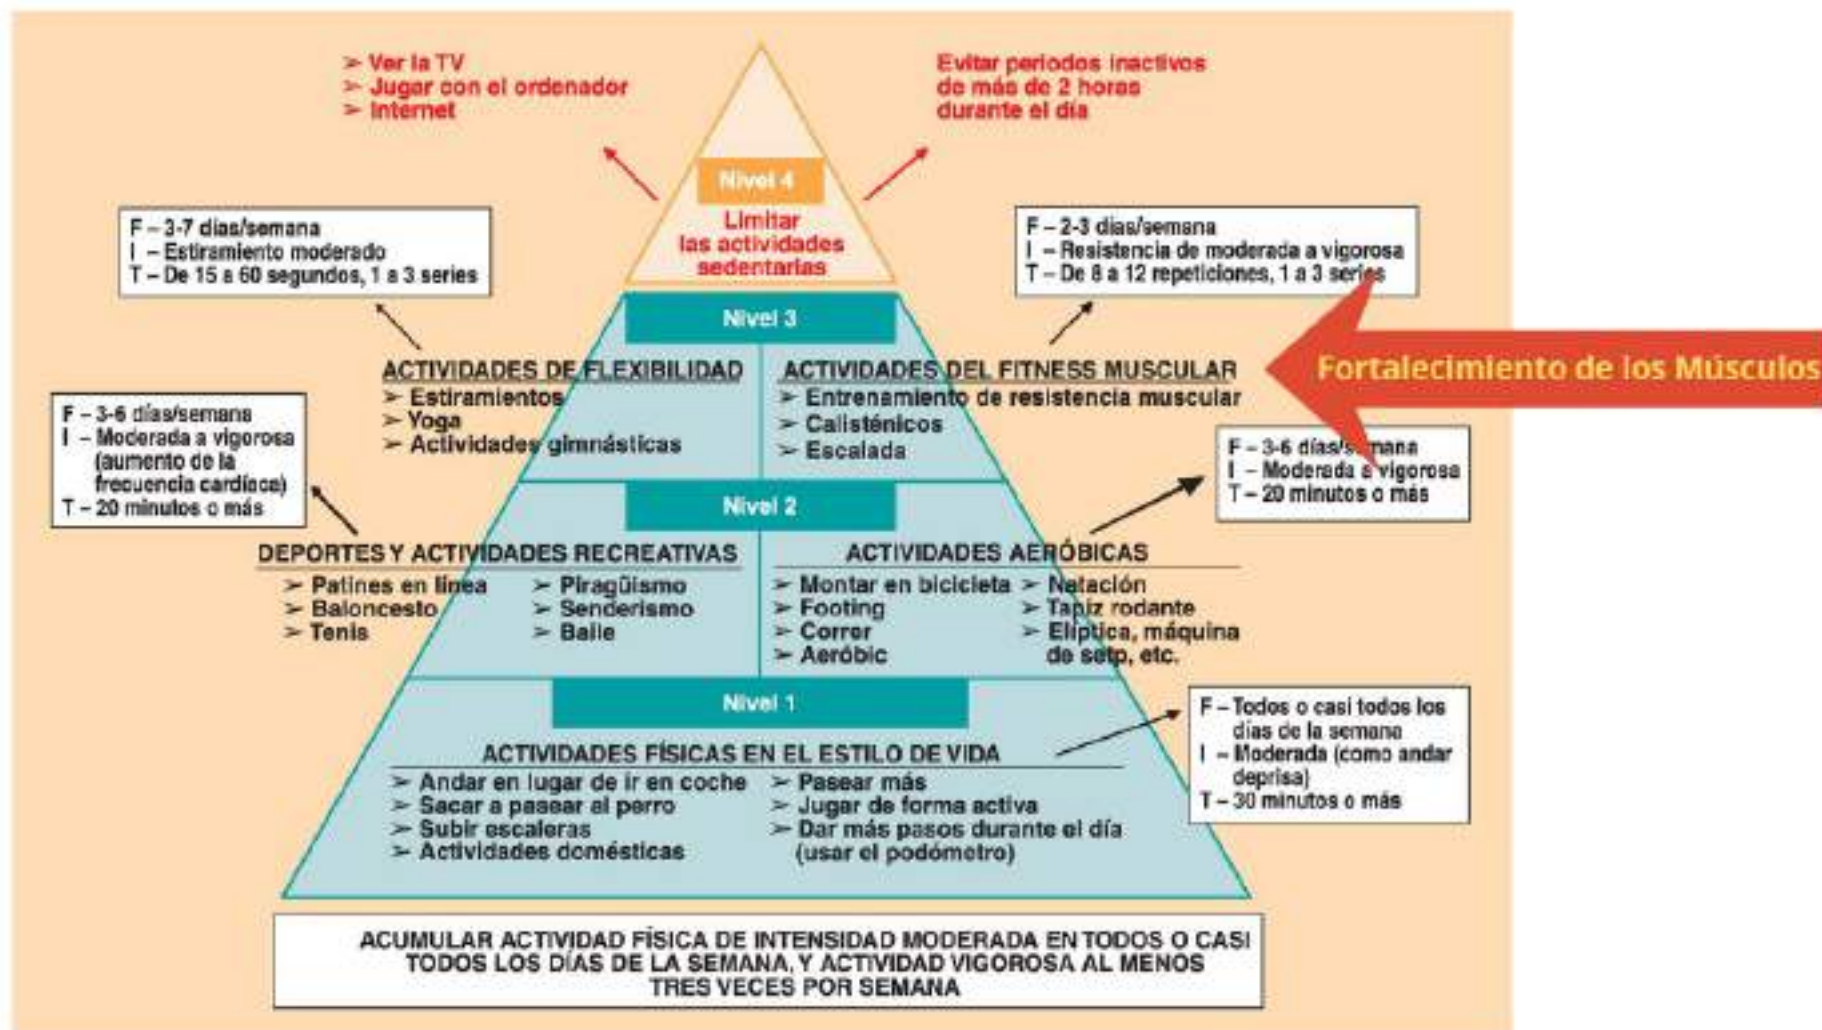 ➢ Ver la TV
➢ Jugar con el ordenador
➢ Internet
Evitar periodos inactivos
de más de 2 horas
durante el día
Nivel 4
Limitar
las actividades
sedentarias
F – 3-7 días/semana
I – Estiramiento moderado
T – De 15 a 60 segundos, 1 a 3 series
F – 2-3 días/semana
I – Resistencia de moderada a vigorosa
T – De 8 a 12 repeticiones, 1 a 3 series
Nivel 3
ACTIVIDADES DE FLEXIBILIDAD
➢ Estiramientos
➢ Yoga
➢ Actividades gimnásticas
ACTIVIDADES DEL FITNESS MUSCULAR
➢ Entrenamiento de resistencia muscular
➢ Calisténicos
➢ Escalada
Fortalecimiento de los Músculos
F – 3-6 días/semana
I – Moderada a vigorosa
(aumento de la
frecuencia cardíaca)
T – 20 minutos o más
F – 3-6 días/semana
I – Moderada a vigorosa
T – 20 minutos o más
Nivel 2
DEPORTES Y ACTIVIDADES RECREATIVAS
➢ Patines en línea
➢ Baloncesto
➢ Tenis
➢ Piragüismo
➢ Senderismo
➢ Baile
ACTIVIDADES AERÓBICAS
➢ Montar en bicicleta
➢ Footing
➢ Correr
➢ Aeróbic
➢ Natación
➢ Tapiz rodante
➢ Elíptica, máquina
de setp, etc.
Nivel 1
ACTIVIDADES FÍSICAS EN EL ESTILO DE VIDA
➢ Andar en lugar de ir en coche
➢ Sacar a pasear al perro
➢ Subir escaleras
➢ Actividades domésticas
➢ Pasear más
➢ Jugar de forma activa
➢ Dar más pasos durante el día
(usar el podómetro)
F – Todos o casi todos los
días de la semana
I – Moderada (como andar
deprisa)
T – 30 minutos o más
ACUMULAR ACTIVIDAD FÍSICA DE INTENSIDAD MODERADA EN TODOS O CASI
TODOS LOS DÍAS DE LA SEMANA, Y ACTIVIDAD VIGOROSA AL MENOS
TRES VECES POR SEMANA